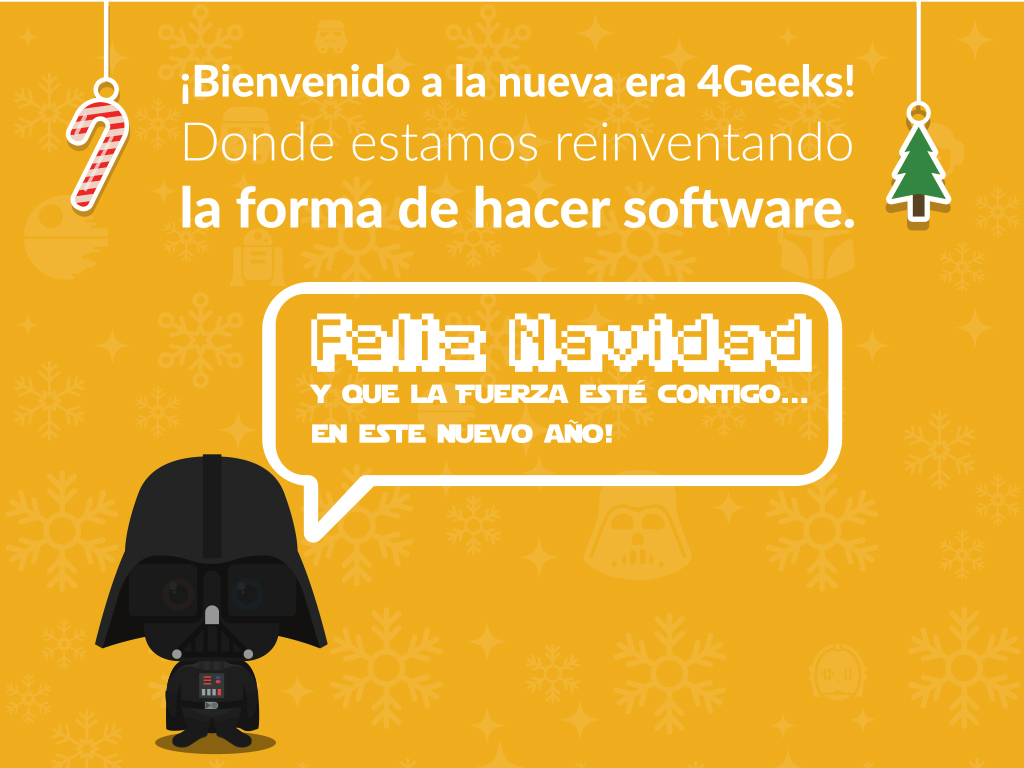 ¡Bienvenido a la nueva era 4Geeks!
Donde estamos reinventando
la forma de hacer software.
Feliz Navidad
Y QUE LA FUERZA ESTÉ CONTIGO...
EN ESTE NUEVO AÑO!